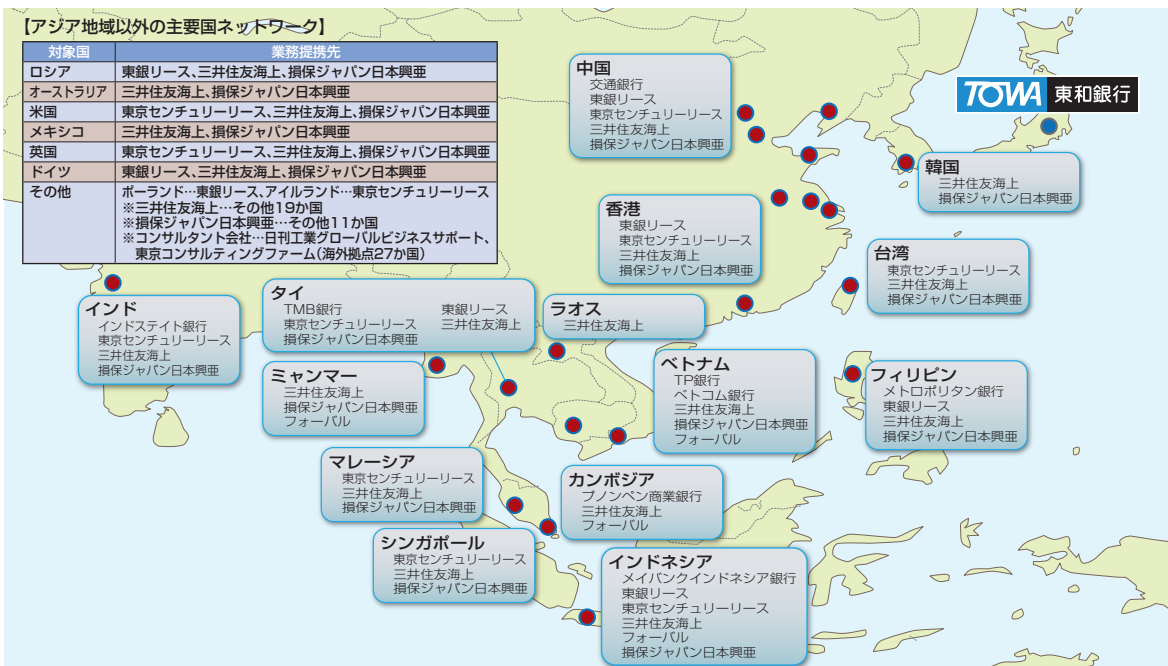 【アジア地域以外の主要国ネットワーク】
対象国 業務提携先
ロシア 東銀リース、三井住友海上、損保ジャパン日本興亜
オーストラリア 三井住友海上、損保ジャパン日本興亜
米国 東京センチュリーリース、三井住友海上、損保ジャパン日本興亜
メキシコ 三井住友海上、損保ジャパン日本興亜
英国 東京センチュリーリース、三井住友海上、損保ジャパン日本興亜
ドイツ 東銀リース、三井住友海上、損保ジャパン日本興亜
その他 ポーランド…東銀リース、アイルランド…東京センチュリーリース
※三井住友海上…その他19か国
※損保ジャパン日本興亜…その他11か国
※コンサルタント会社…日刊工業グローバルビジネスサポート、
東京コンサルティングファーム(海外拠点27か国)
中国
交通銀行
東銀リース
東京センチュリーリース
三井住友海上
損保ジャパン日本興亜
TOWA 東和銀行
韓国
三井住友海上
損保ジャパン日本興亜
香港
東銀リース
東京センチュリーリース
三井住友海上
損保ジャパン日本興亜
台湾
東京センチュリーリース
三井住友海上
損保ジャパン日本興亜
インド
インドステイト銀行
東京センチュリーリース
三井住友海上
損保ジャパン日本興亜
タイ
TMB銀行 東銀リース
東京センチュリーリース 三井住友海上
損保ジャパン日本興亜
ラオス
三井住友海上
ミャンマー
三井住友海上
損保ジャパン日本興亜
フォーバル
ベトナム
TP銀行
ベトコム銀行
三井住友海上
損保ジャパン日本興亜
フォーバル
フィリピン
メトロポリタン銀行
東銀リース
三井住友海上
損保ジャパン日本興亜
マレーシア
東京センチュリーリース
三井住友海上
損保ジャパン日本興亜
カンボジア
プノンペン商業銀行
三井住友海上
フォーバル
シンガポール
東京センチュリーリース
三井住友海上
損保ジャパン日本興亜
インドネシア
メイバンクインドネシア銀行
東銀リース
東京センチュリーリース
三井住友海上
フォーバル
損保ジャパン日本興亜